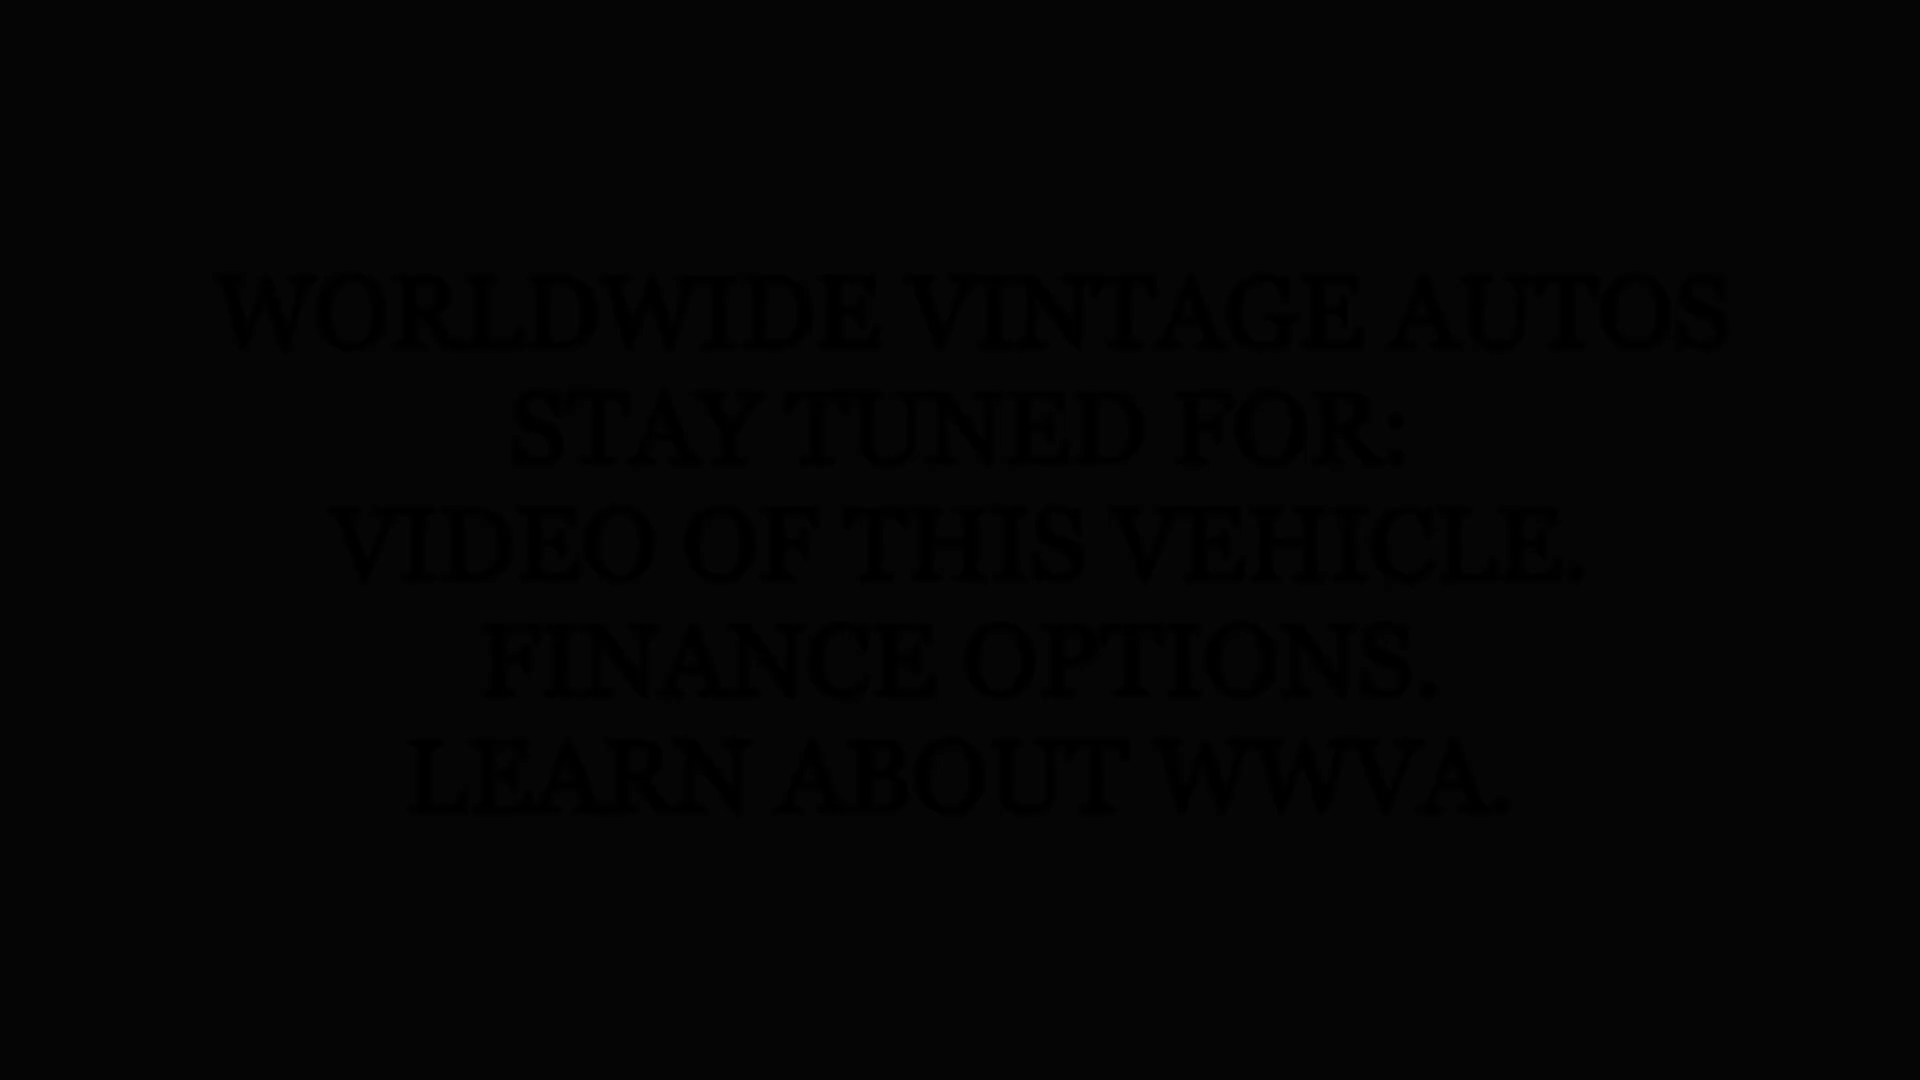 WORLDWIDE VINTAGE AUTOS
STAY TUNED FOR:
VIDEO OF THIS VEHICLE.
FINANCE OPTIONS.
LEARN ABOUT WWVA.